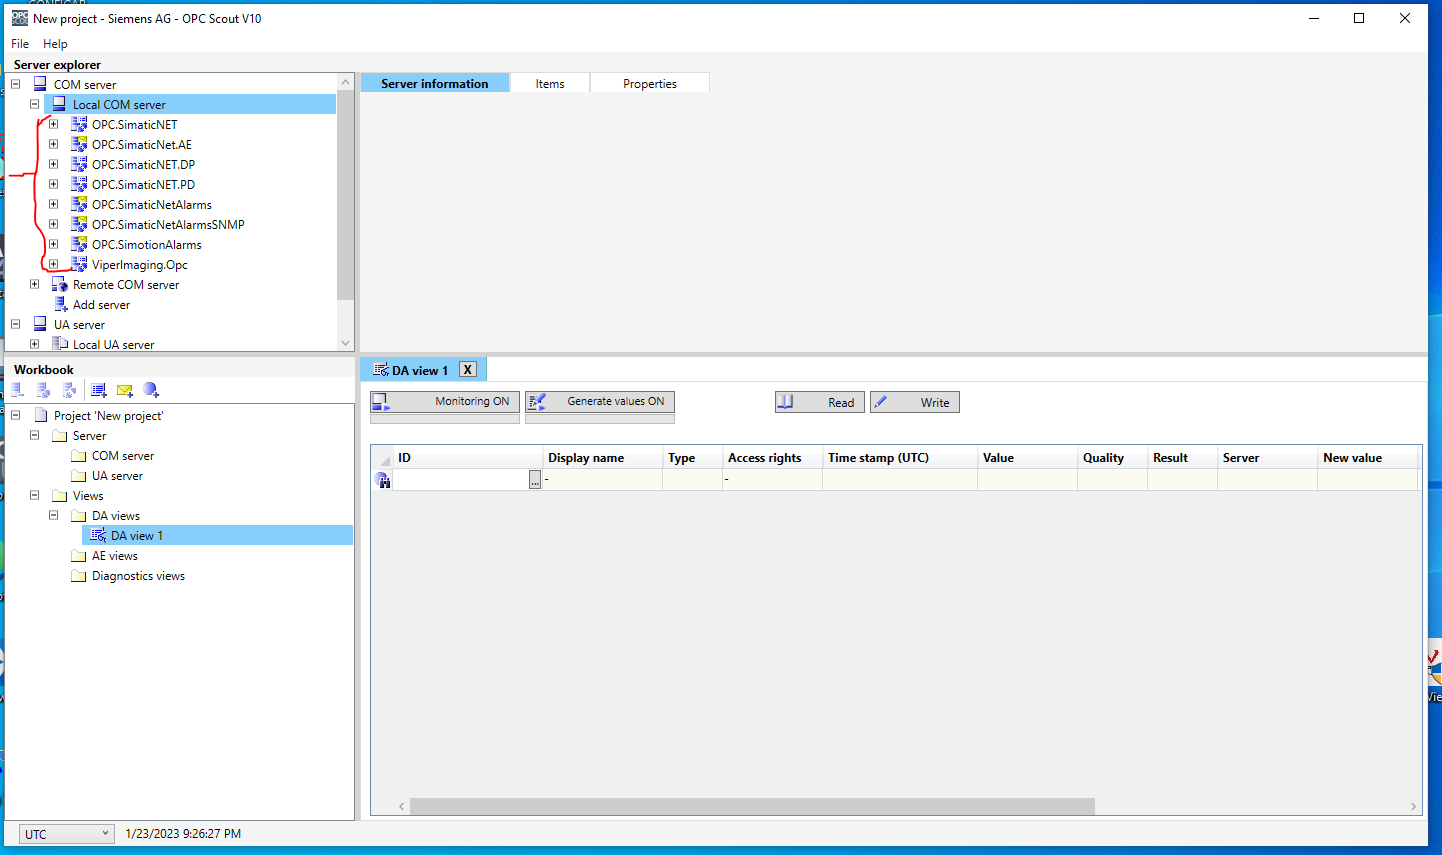 New project - Siemens AG - OPC Scout V10
File Help
Server explorer
COM server
Local COM server
OPC.SimaticNET
OPC.SimaticNet.AE
OPC.SimaticNET.DP
OPC.SimaticNET.PD
OPC.SimaticNetAlarms
OPC.SimaticNetAlarmsSNMP
OPC.SimotionAlarms
ViperImaging.Opc
Remote COM server
Add server
UA server
Local UA server
Server information Items Properties
Workbook
Project 'New project'
Server
COM server
UA server
Views
DA views
DA view 1
AE views
Diagnostics views
DA view 1 X
Monitoring ON Generate values ON Read Write
ID Display name Type Access rights Time stamp (UTC) Value Quality Result Server New value
... - -
UTC 1/23/2023 9:26:27 PM